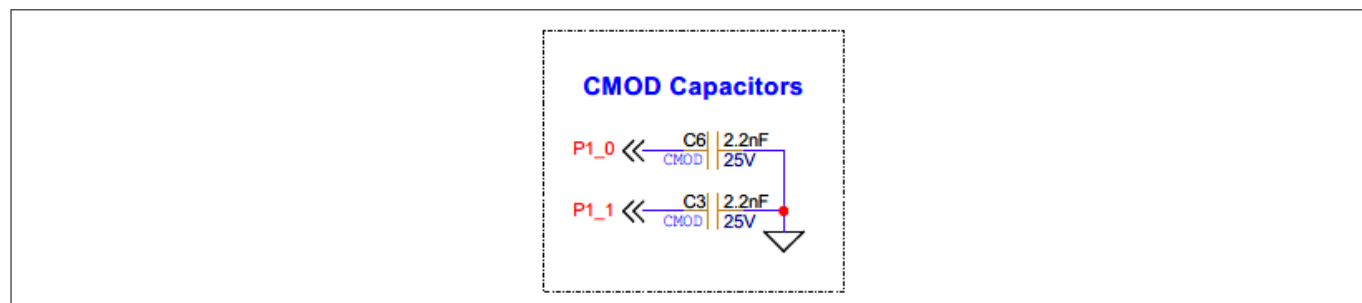 CMOD Capacitors
P1_0 C6 2.2nF
CMOD 25V
P1_1 C3 2.2nF
CMOD 25V